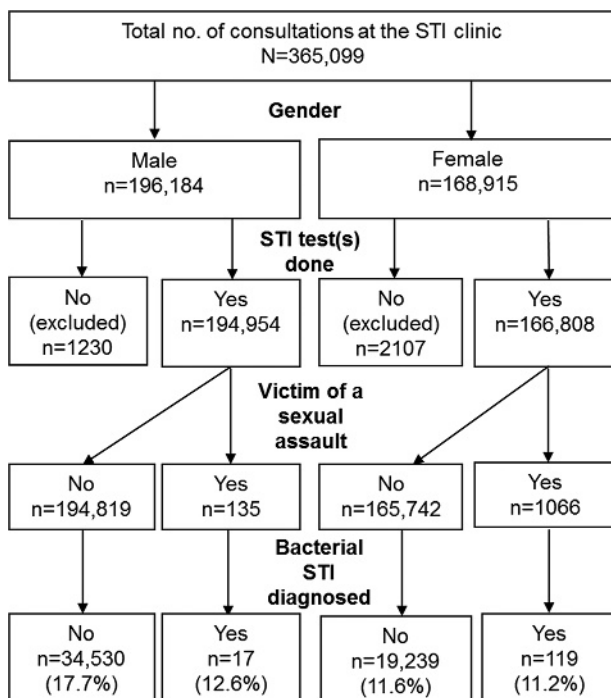 Total no. of consultations at the STI clinic
N=365,099
Gender
Male
n=196,184
Female
n=168,915
STI test(s)
done
No
(excluded)
n=1230
Yes
n=194,954
No
(excluded)
n=2107
Yes
n=166,808
Victim of a
sexual
assault
No
n=194,819
Yes
n=135
No
n=165,742
Yes
n=1066
Bacterial
STI
diagnosed
No
n=34,530
(17.7%)
Yes
n=17
(12.6%)
No
n=19,239
(11.6%)
Yes
n=119
(11.2%)